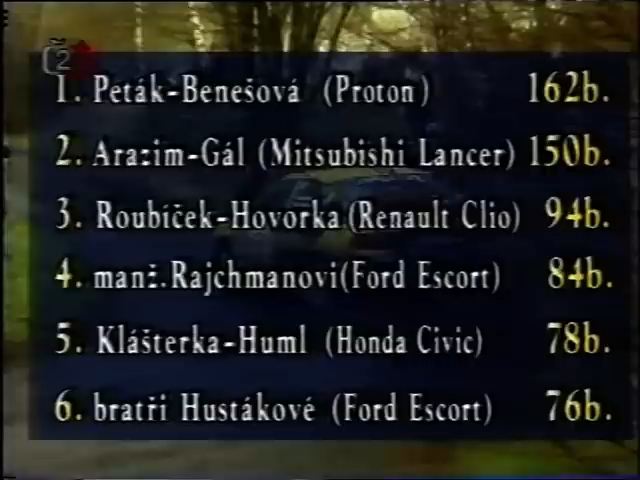 Č2
1. Peták-Benešová (Proton) 162b.
2. Arazim-Gál (Mitsubishi Lancer) 150b.
3. Roubíček-Hovorka (Renault Clio) 94b.
4. manž.Rajchmanovi(Ford Escort) 84b.
5. Klášterka-Huml (Honda Civic) 78b.
6. bratři Hustákové (Ford Escort) 76b.